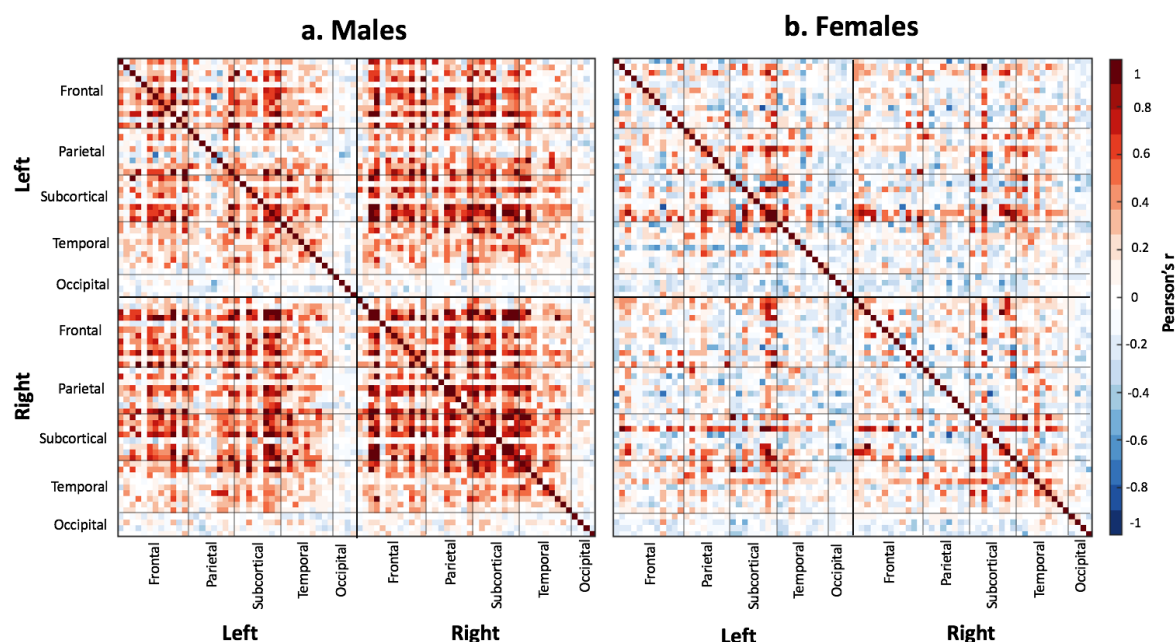 a. Males
b. Females
Left
Right
Frontal
Parietal
Subcortical
Temporal
Occipital
Frontal
Parietal
Subcortical
Temporal
Occipital
1
0.8
0.6
0.4
0.2
0
-0.2
-0.4
-0.6
-0.8
-1
Pearson's r
Frontal
Parietal
Subcortical
Temporal
Occipital
Frontal
Parietal
Subcortical
Temporal
Occipital
Left
Right
Frontal
Parietal
Subcortical
Temporal
Occipital
Frontal
Parietal
Subcortical
Temporal
Occipital
Left
Right